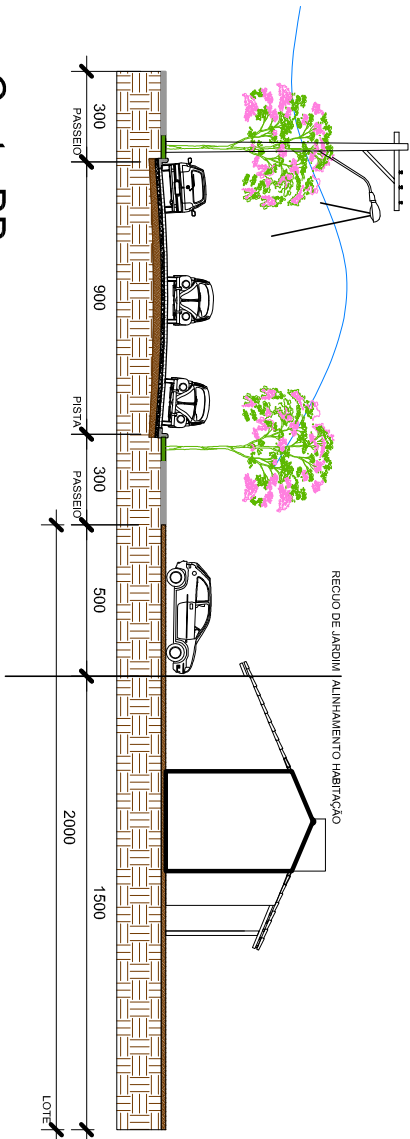 RECUO DE JARDIM ALINHAMENTO HABITAÇÃO
300 900 300 500 1500
PASSEIO PISTA PASSEIO
2000
LOTE